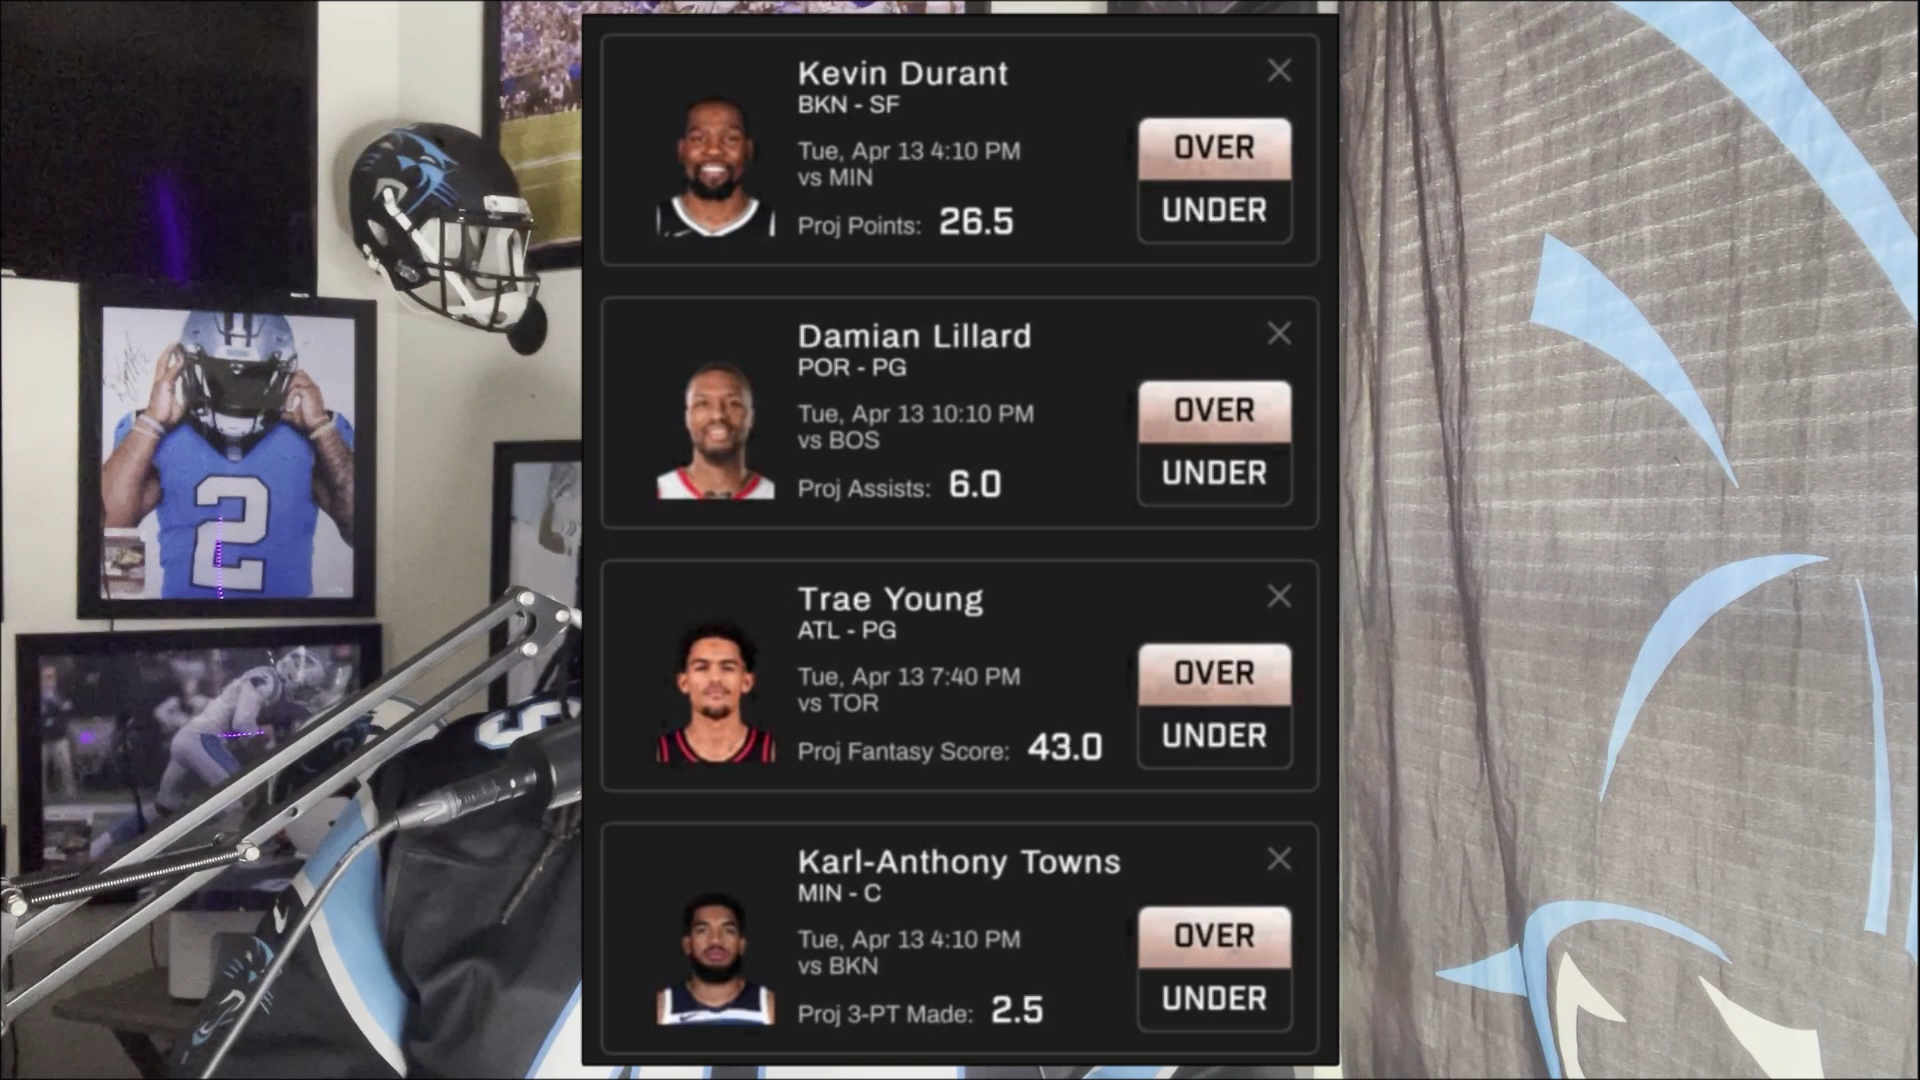 Kevin Durant
BKN - SF
Tue, Apr 13 4:10 PM
vs MIN
Proj Points: 26.5
OVER
UNDER
Damian Lillard
POR - PG
Tue, Apr 13 10:10 PM
vs BOS
Proj Assists: 6.0
OVER
UNDER
Trae Young
ATL - PG
Tue, Apr 13 7:40 PM
vs TOR
Proj Fantasy Score: 43.0
OVER
UNDER
Karl-Anthony Towns
MIN - C
Tue, Apr 13 4:10 PM
vs BKN
Proj 3-PT Made: 2.5
OVER
UNDER
2